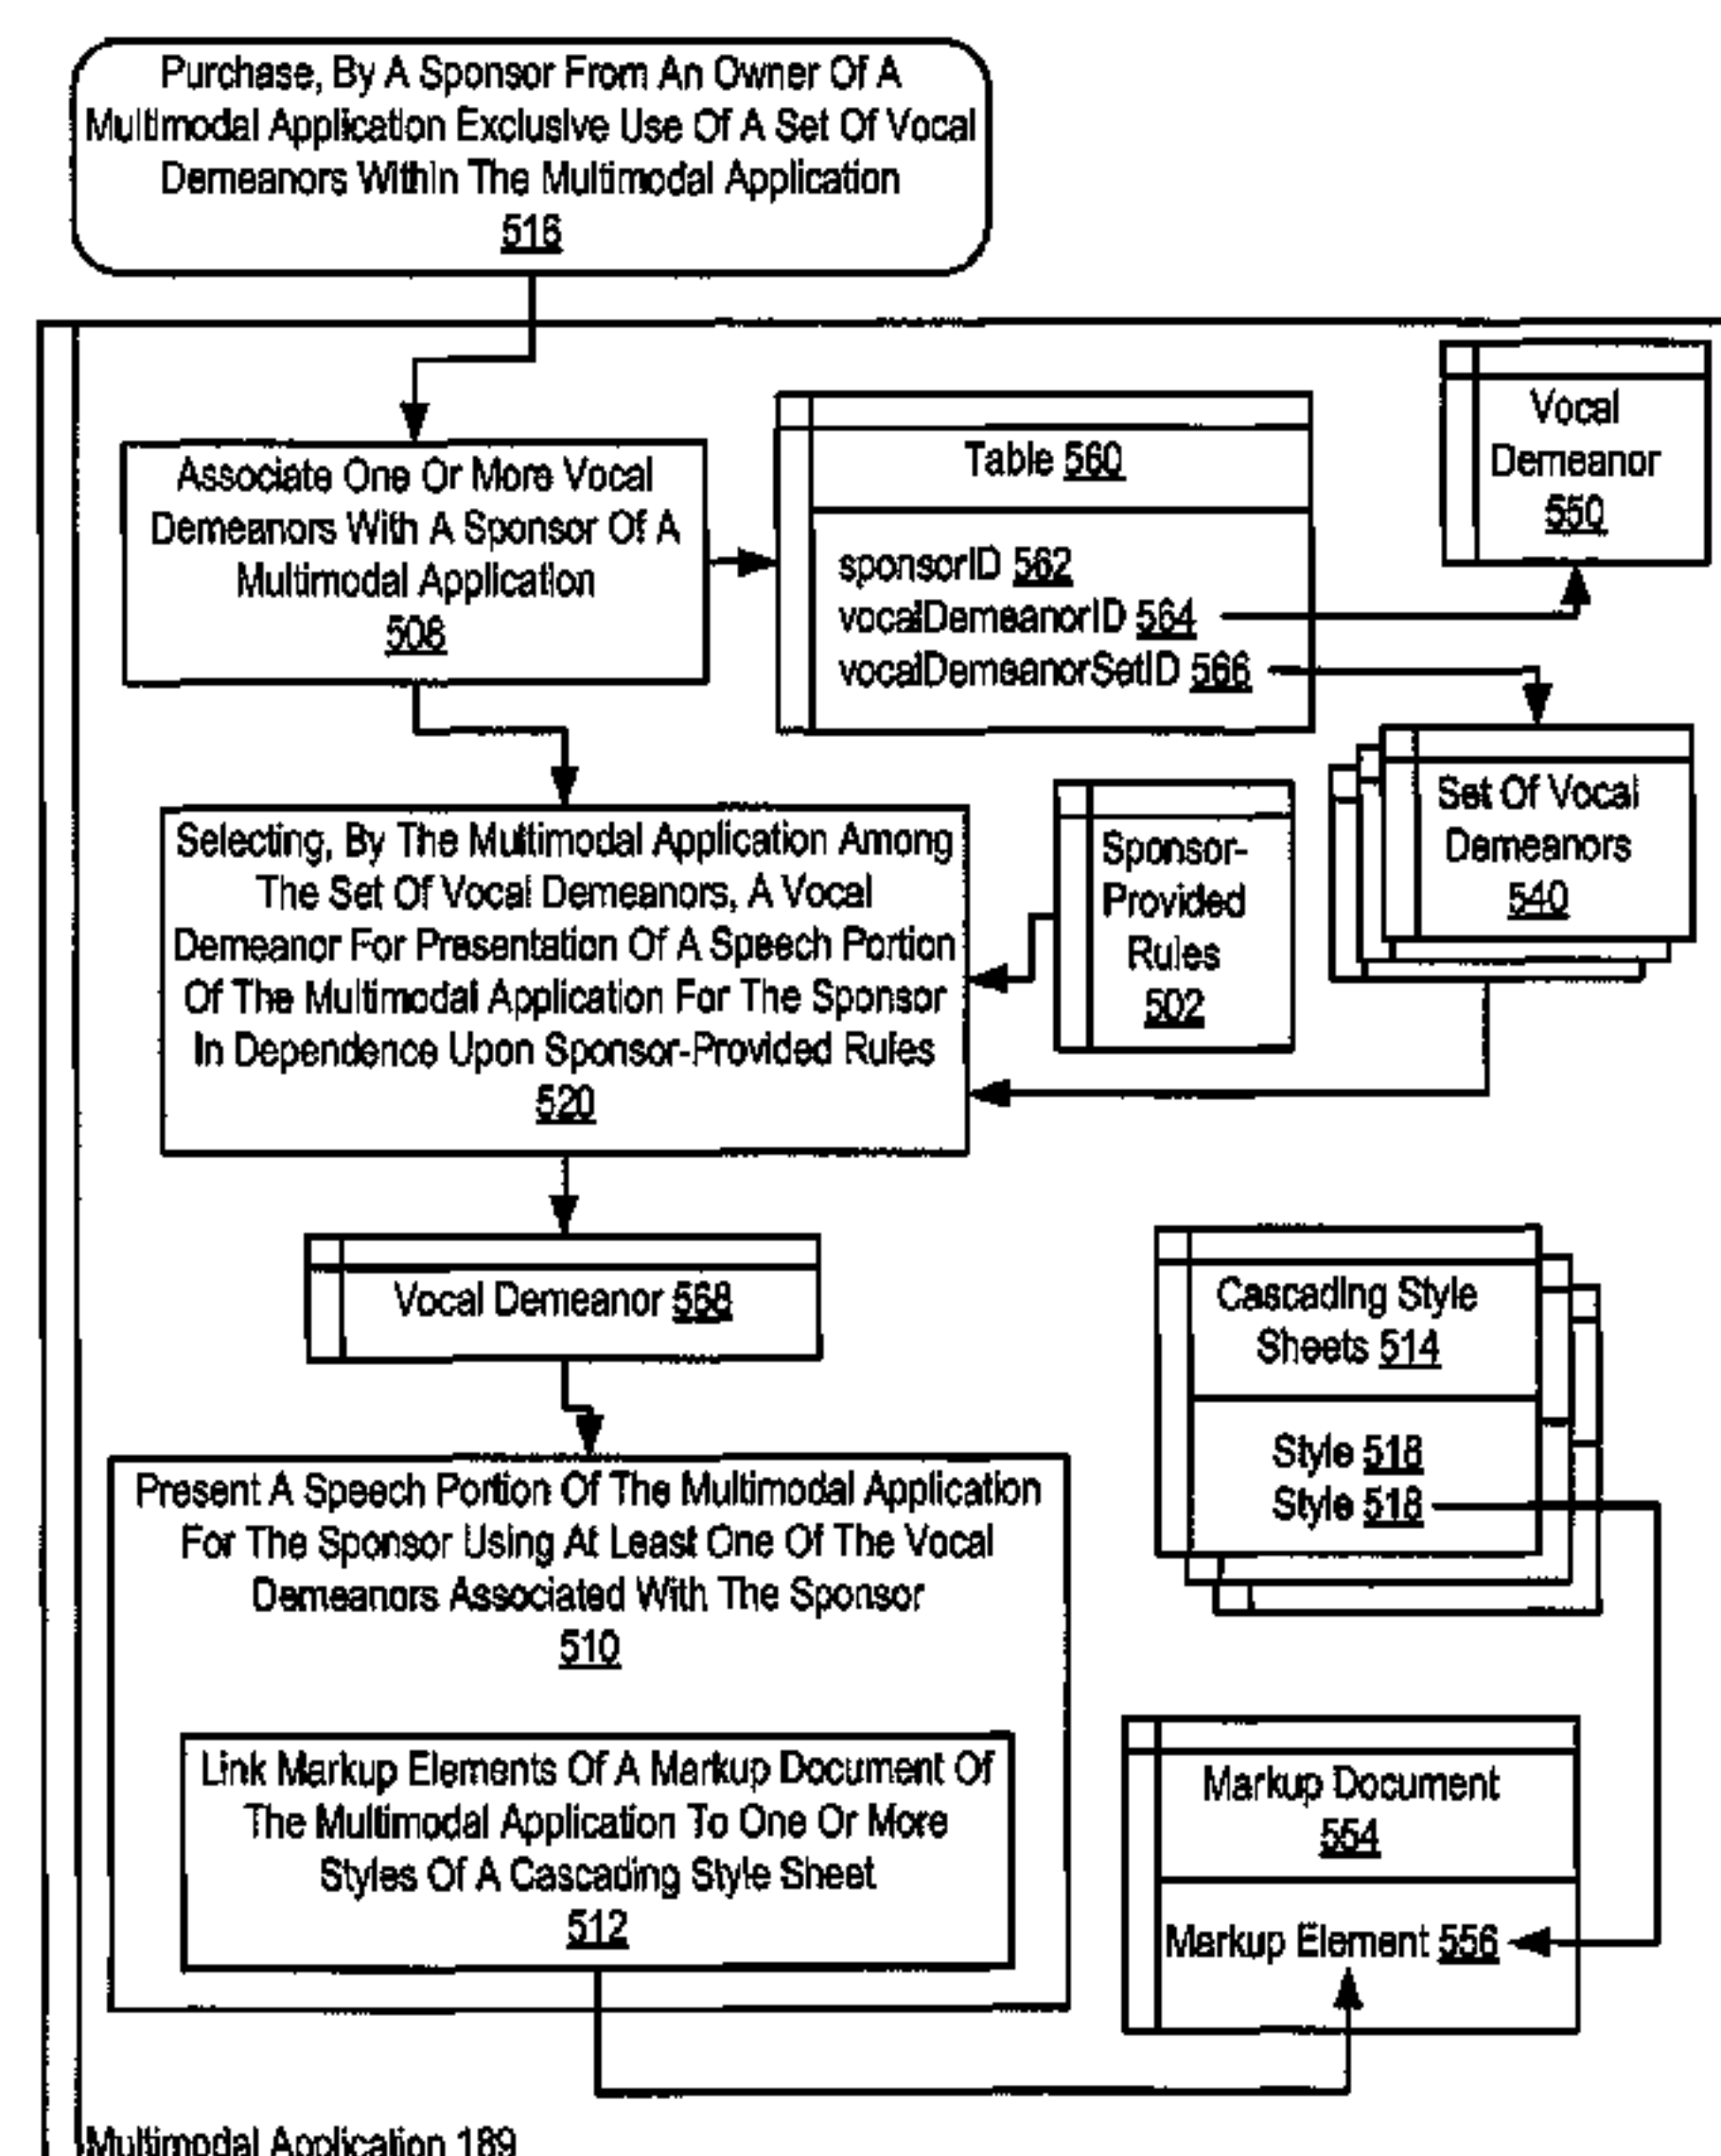 Purchase, By A Sponsor From An Owner Of A
Multimodal Application Exclusive Use Of A Set Of Vocal
Demeanors Within The Multimodal Application
516
Associate One Or More Vocal
Demeanors With A Sponsor Of A
Multimodal Application
508
Table 560
sponsorID 562
vocalDemeanorID 564
vocalDemeanorSetID 566
Vocal
Demeanor
550
Set Of Vocal
Demeanors
540
Sponsor-
Provided
Rules
502
Selecting, By The Multimodal Application Among
The Set Of Vocal Demeanors, A Vocal
Demeanor For Presentation Of A Speech Portion
Of The Multimodal Application For The Sponsor
In Dependence Upon Sponsor-Provided Rules
520
Vocal Demeanor 568
Cascading Style
Sheets 514
Style 518
Style 518
Present A Speech Portion Of The Multimodal Application
For The Sponsor Using At Least One Of The Vocal
Demeanors Associated With The Sponsor
510
Link Markup Elements Of A Markup Document Of
The Multimodal Application To One Or More
Styles Of A Cascading Style Sheet
512
Markup Document
554
Markup Element 556
Multimodal Application 189